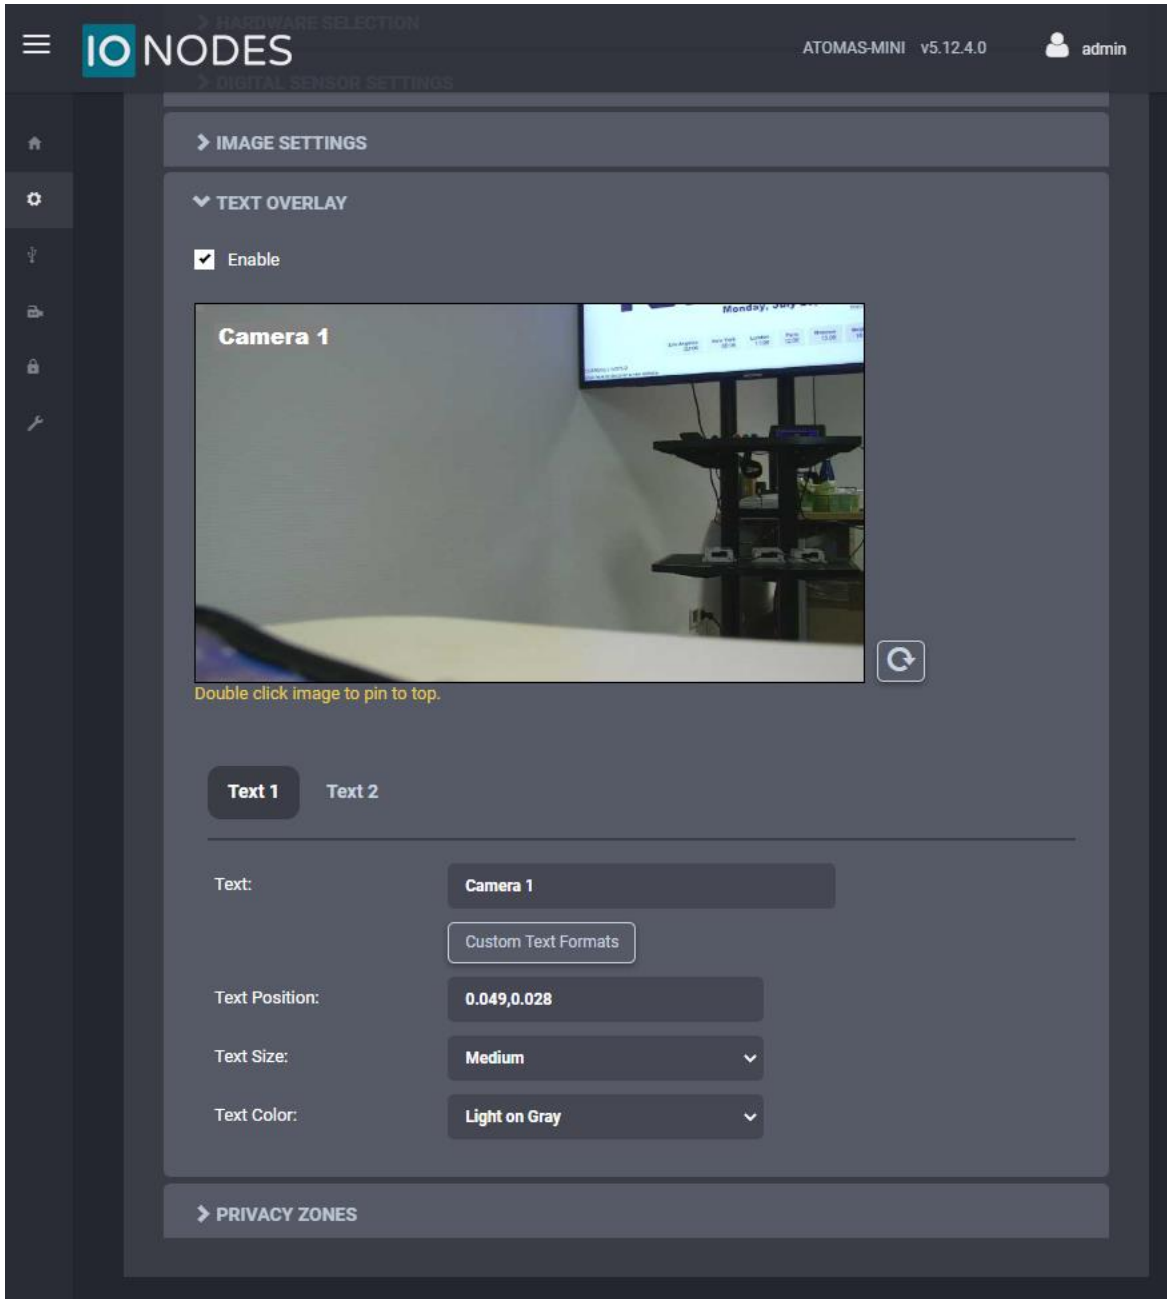 HARDWARE SELECTION
IO NODES
ATOMAS-MINI v5.12.4.0
admin
DIGITAL SENSOR SETTINGS
IMAGE SETTINGS
TEXT OVERLAY
Enable
Monday,
Camera 1
Double click image to pin to top.
Text 1 Text 2
Text: Camera 1
Custom Text Formats
Text Position: 0.049,0.028
Text Size: Medium
Text Color: Light on Gray
PRIVACY ZONES